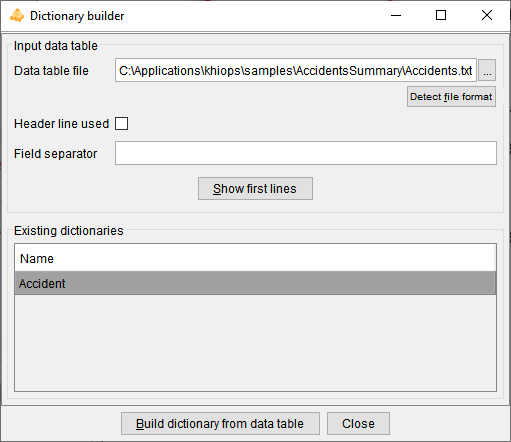 Dictionary builder
Input data table
Data table file C:\Applications\khiops\samples\AccidentsSummary\Accidents.txt ...
Detect file format
Header line used
Field separator
Show first lines
Existing dictionaries
Name
Accident
Build dictionary from data table Close